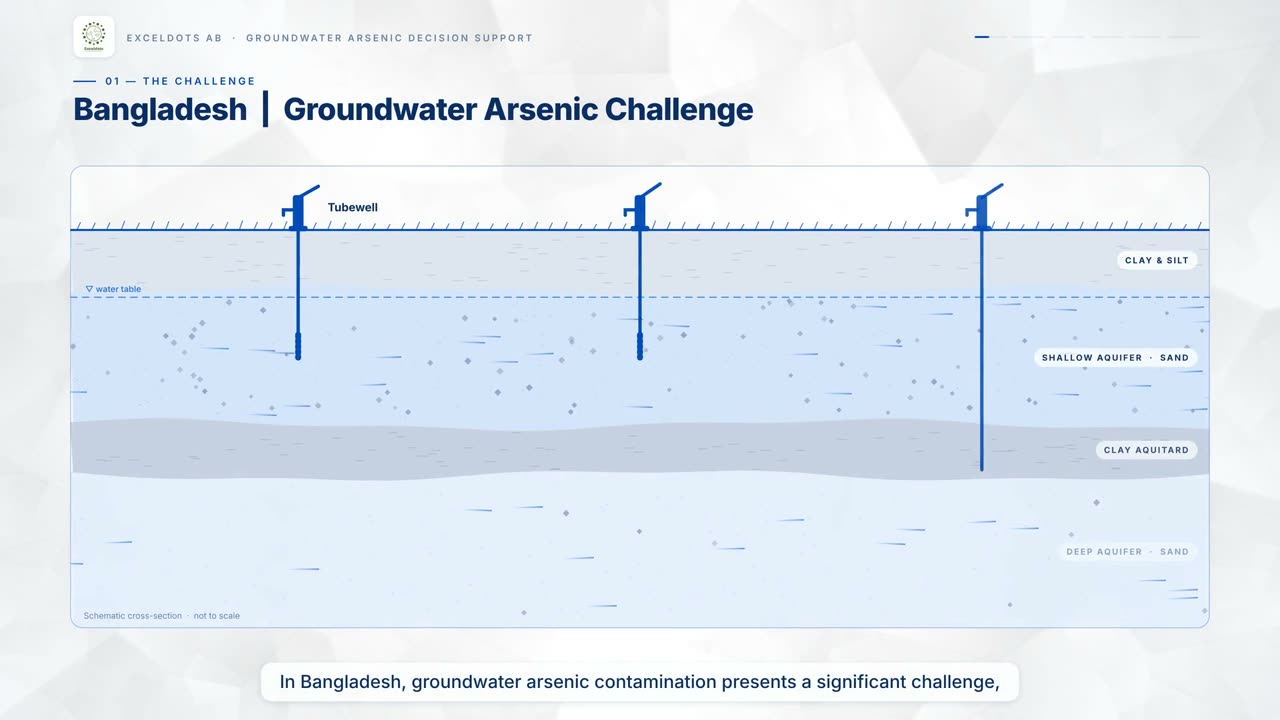 Exceldots
EXCELDOTS AB · GROUNDWATER ARSENIC DECISION SUPPORT
01 — THE CHALLENGE
Bangladesh | Groundwater Arsenic Challenge
Tubewell
CLAY & SILT
▽ water table
SHALLOW AQUIFER · SAND
CLAY AQUITARD
DEEP AQUIFER · SAND
Schematic cross-section · not to scale
In Bangladesh, groundwater arsenic contamination presents a significant challenge,